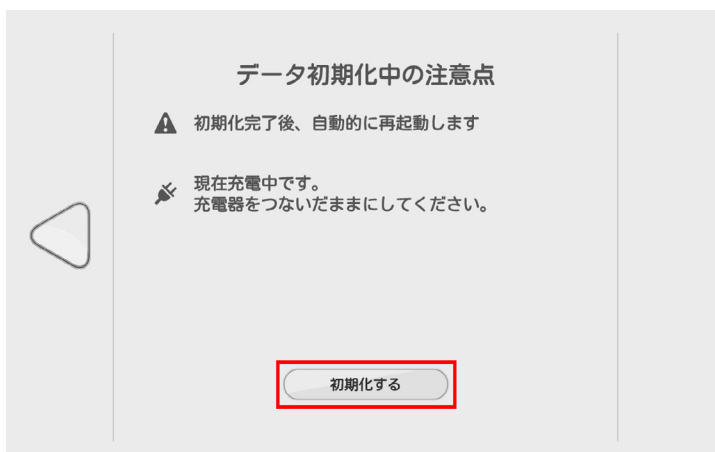 データ初期化中の注意点
初期化完了後、自動的に再起動します
現在充電中です。
充電器をつないだままにしてください。
初期化する